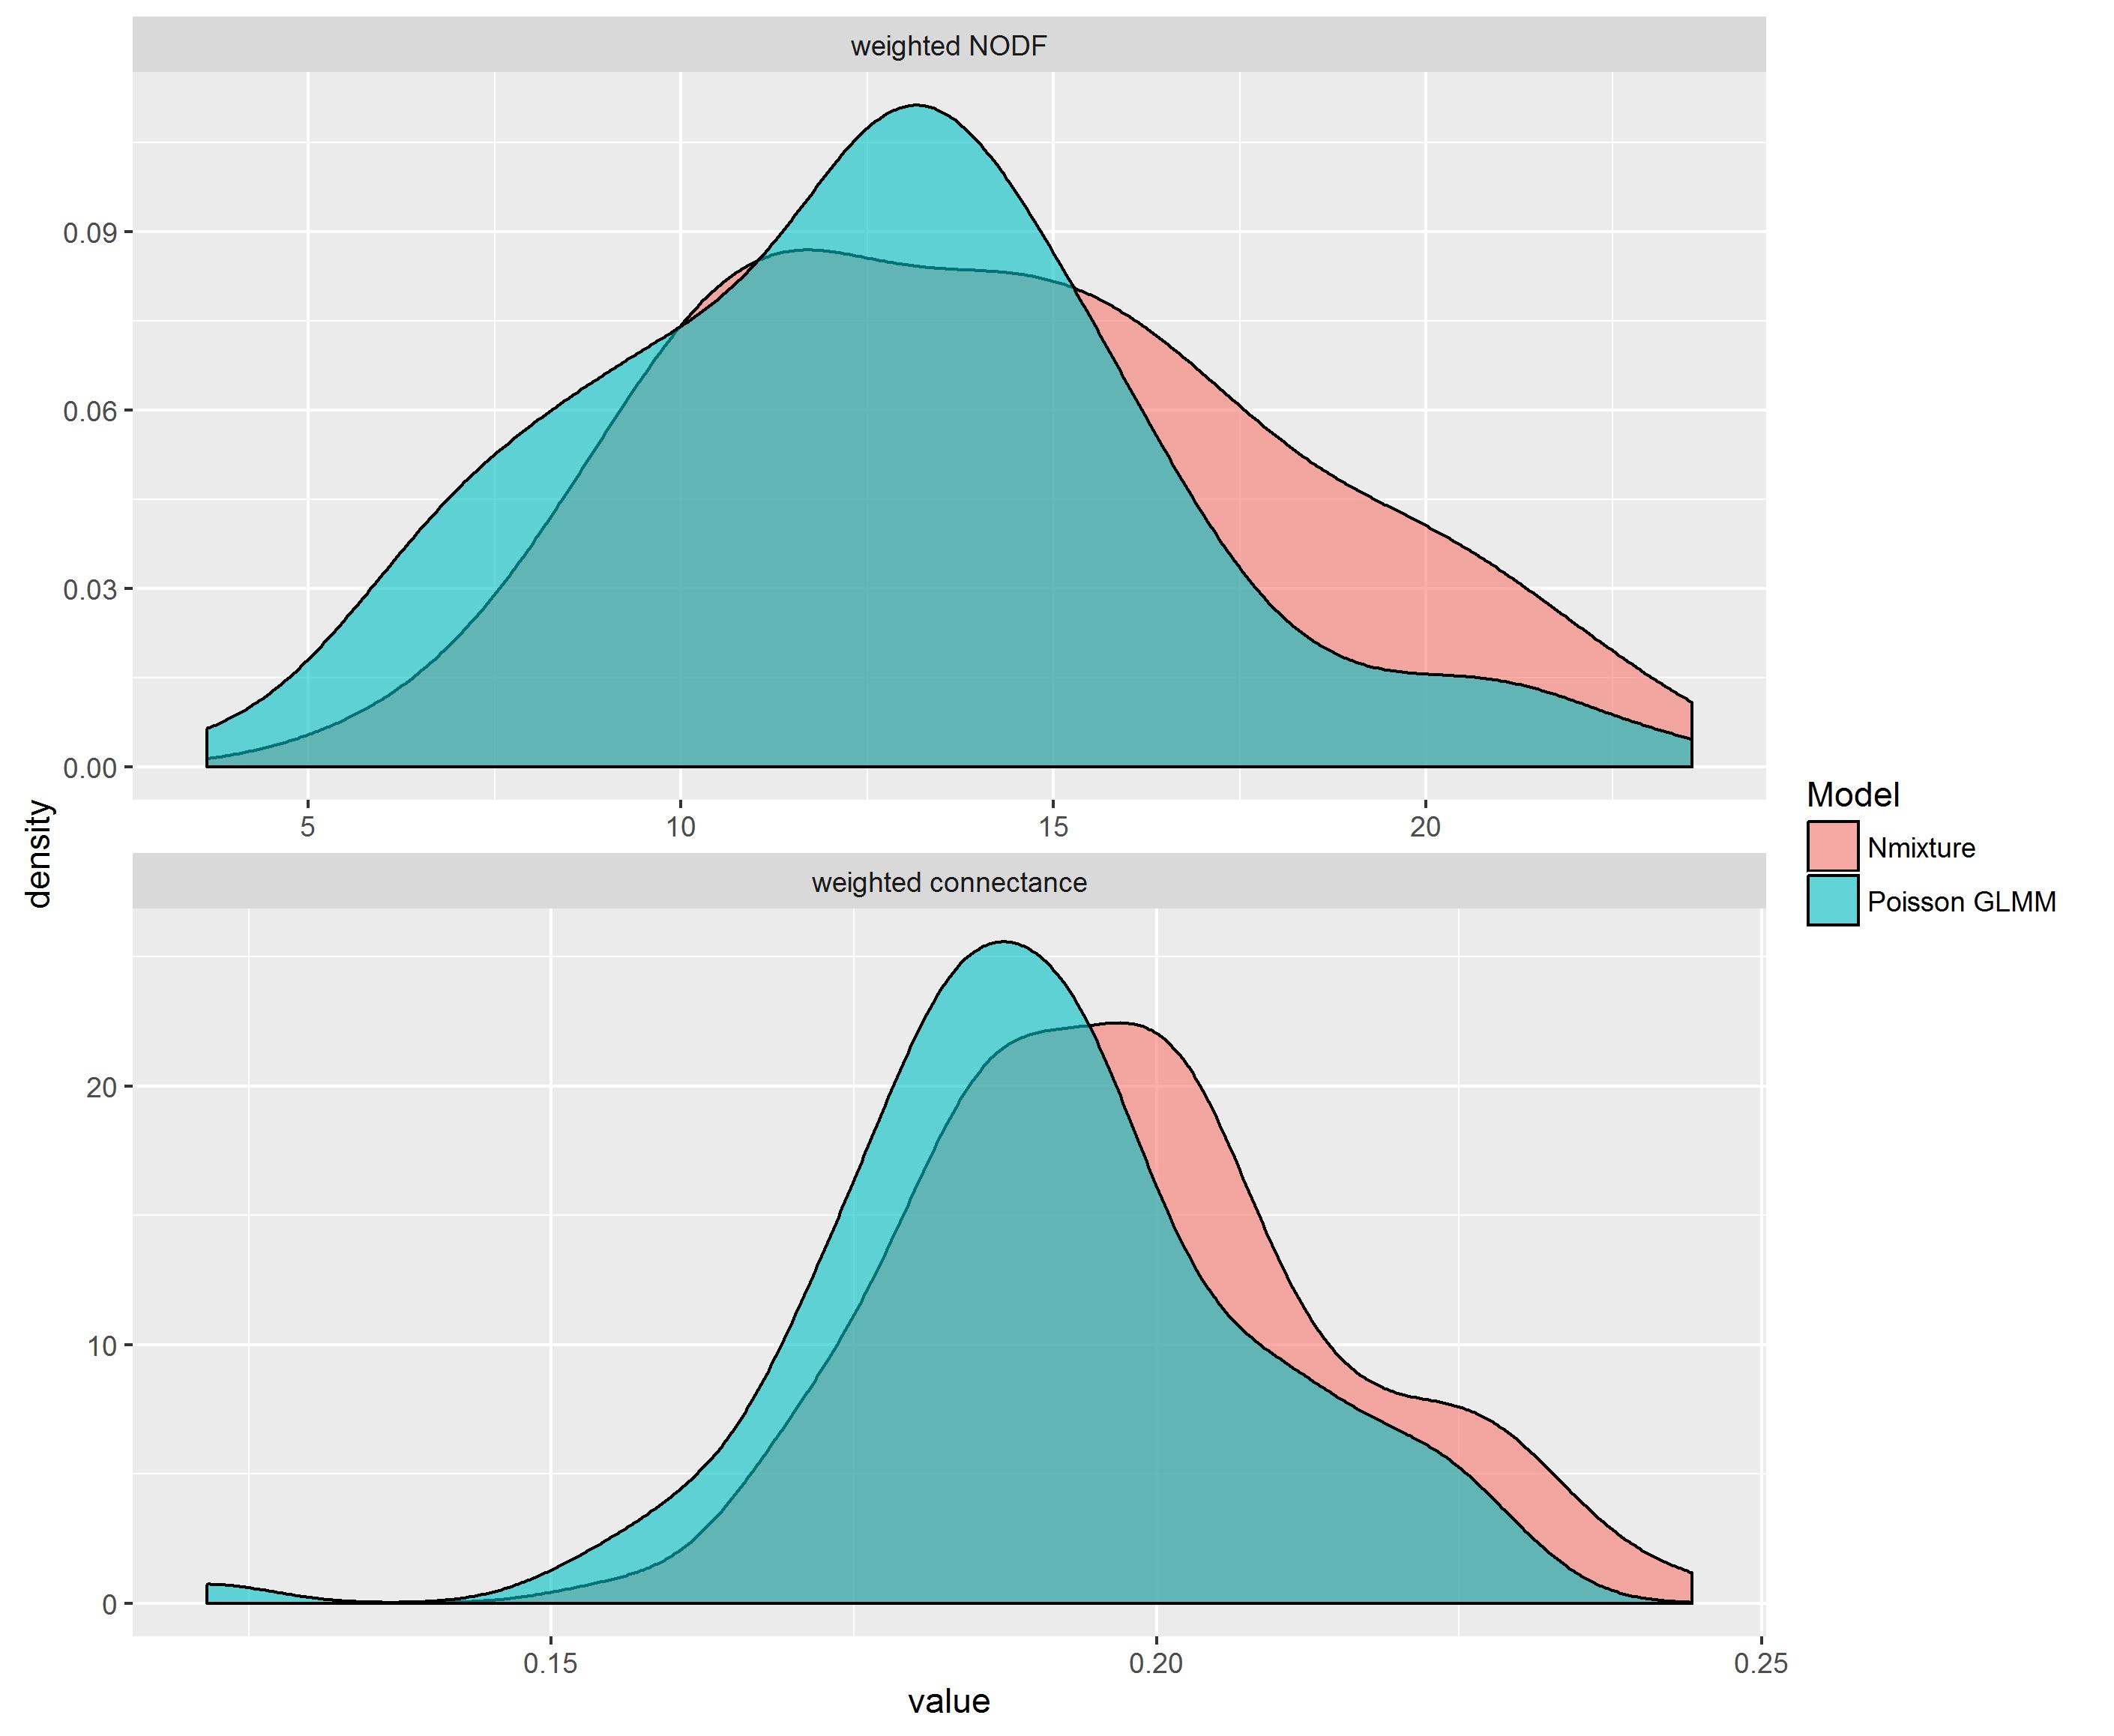 weighted NODF
0.09
0.06
0.03
0.00
5 10 15 20
density
weighted connectance
20
10
0
0.15 0.20 0.25
value
Model
Nmixture
Poisson GLMM